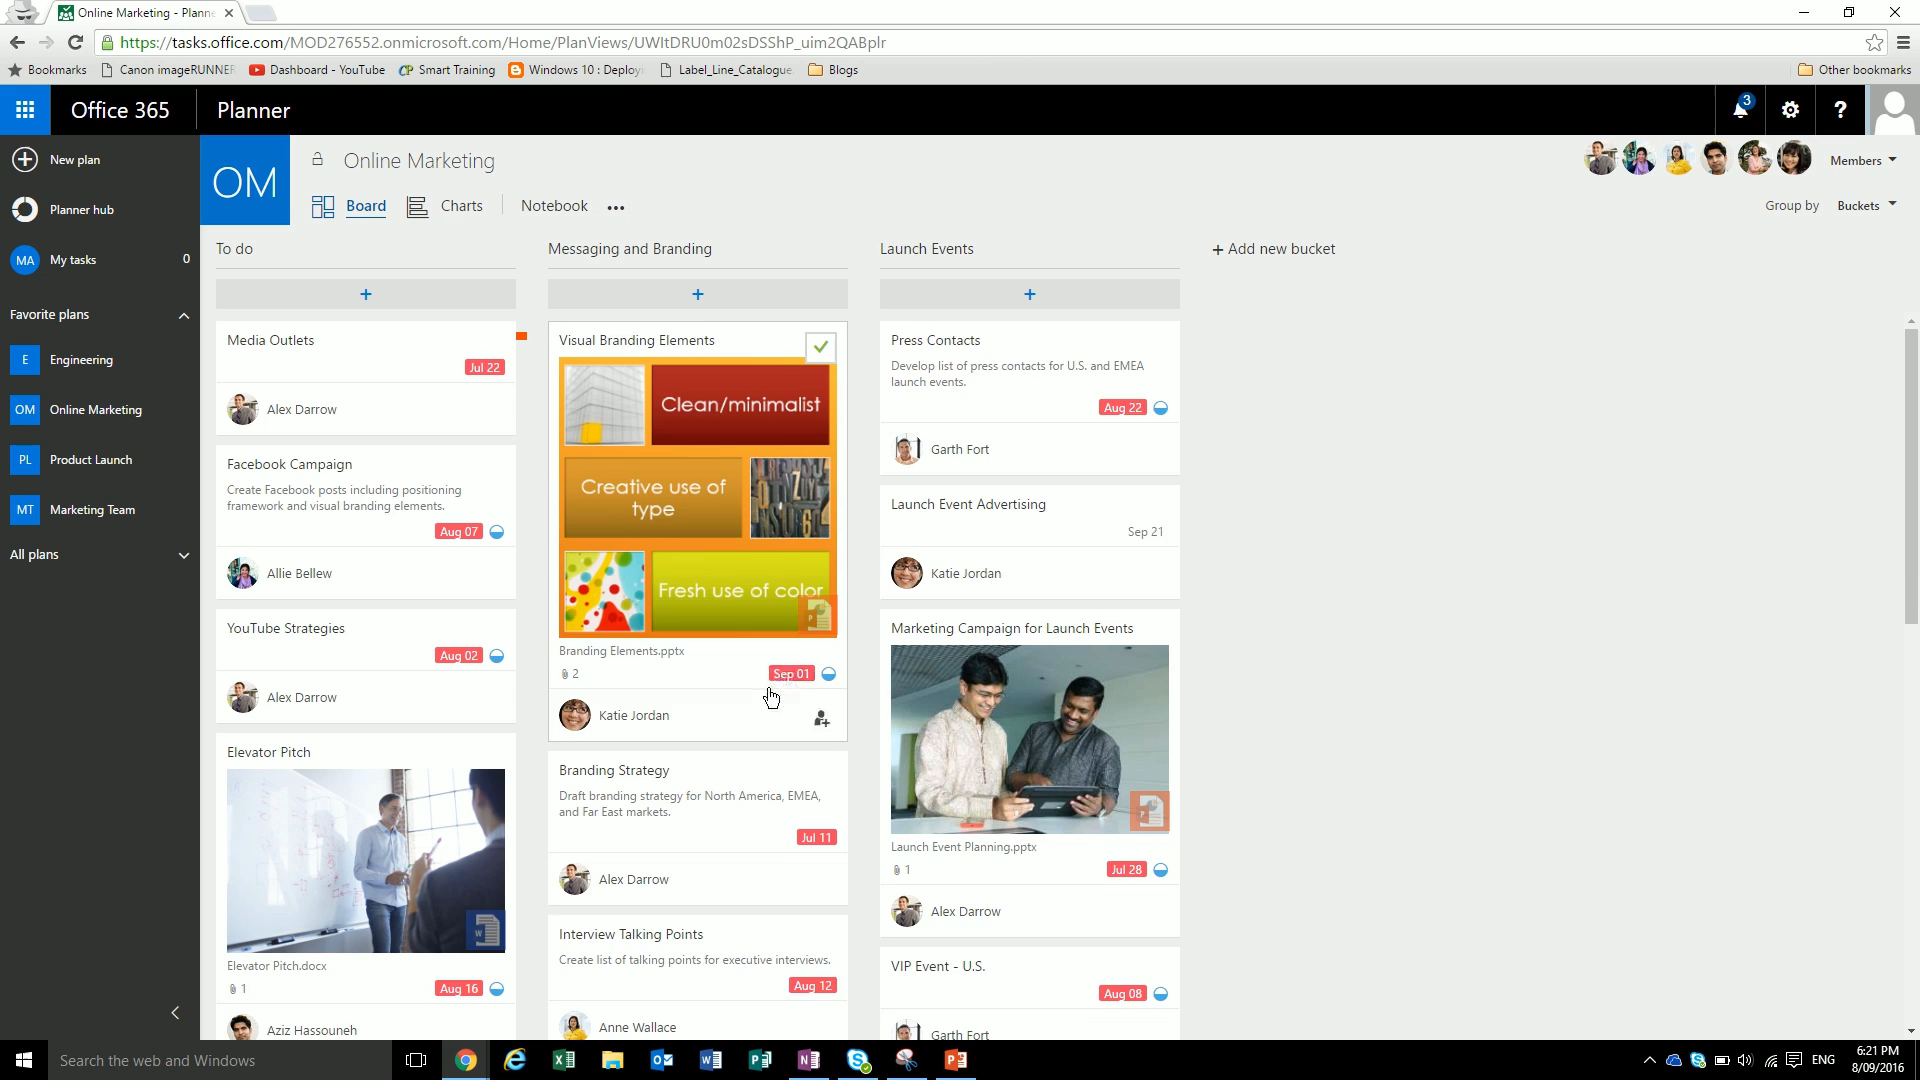 Online Marketing - Planne
https://tasks.office.com/MOD276552.onmicrosoft.com/Home/PlanViews/UWItDRU0m02sDSShP_uim2QABplr
Bookmarks
Canon imageRUNNER
Dashboard - YouTube
Smart Training
Windows 10 : Deploy
Label_Line_Catalogue
Blogs
Other bookmarks
Office 365
Planner
3
?
New plan
Planner hub
MA My tasks 0
Favorite plans
E Engineering
OM Online Marketing
PL Product Launch
MT Marketing Team
All plans
OM
Online Marketing
Board
Charts
Notebook
Members
Group by Buckets
To do
+
Media Outlets
Jul 22
Alex Darrow
Facebook Campaign
Create Facebook posts including positioning
framework and visual branding elements.
Aug 07
Allie Bellew
YouTube Strategies
Aug 02
Alex Darrow
Elevator Pitch
W
Elevator Pitch.docx
1
Aug 16
Aziz Hassouneh
Messaging and Branding
+
Visual Branding Elements
Clean/minimalist
Creative use of
type
Fresh use of color
P
Branding Elements.pptx
2
Sep 01
Katie Jordan
Branding Strategy
Draft branding strategy for North America, EMEA,
and Far East markets.
Jul 11
Alex Darrow
Interview Talking Points
Create list of talking points for executive interviews.
Aug 12
Anne Wallace
Launch Events
+
Press Contacts
Develop list of press contacts for U.S. and EMEA
launch events.
Aug 22
Garth Fort
Launch Event Advertising
Sep 21
Katie Jordan
Marketing Campaign for Launch Events
Launch Event Planning.pptx
1
Jul 28
Alex Darrow
VIP Event - U.S.
Aug 08
Garth Fort
+ Add new bucket
Search the web and Windows
ENG
6:21 PM
8/09/2016